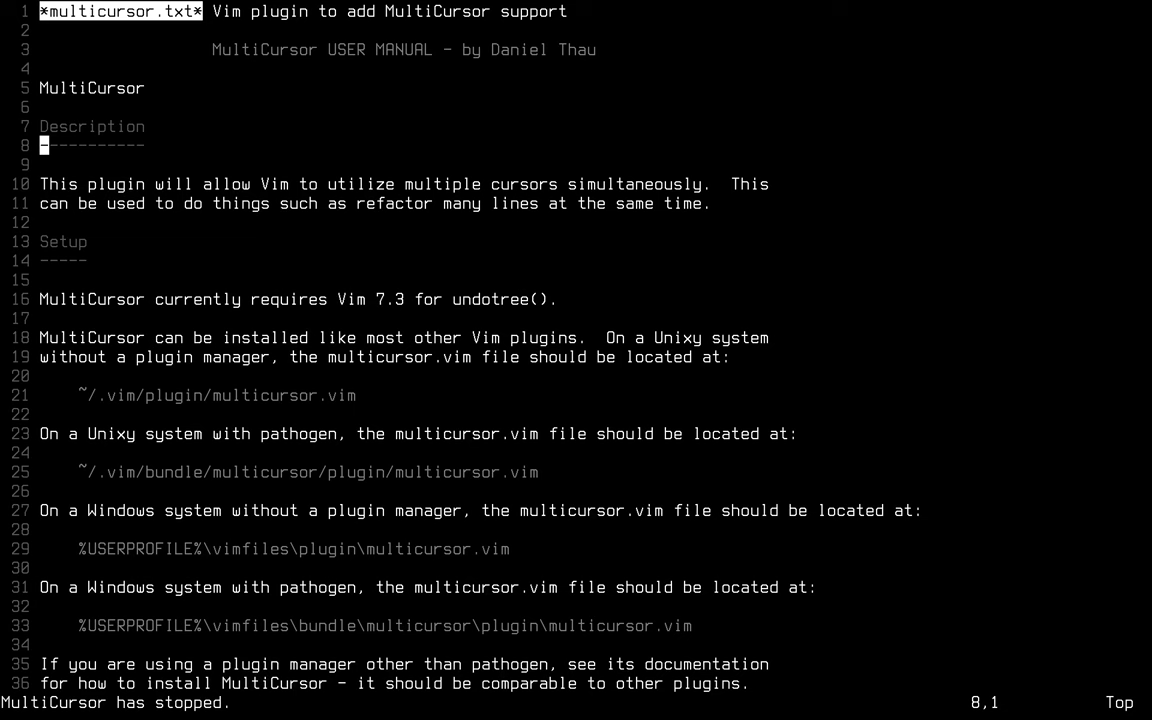 1 *multicursor.txt* Vim plugin to add MultiCursor support
2
3 MultiCursor USER MANUAL - by Daniel Thau
4
5 MultiCursor
6
7 Description
8 -----------
9
10 This plugin will allow Vim to utilize multiple cursors simultaneously.  This
11 can be used to do things such as refactor many lines at the same time.
12
13 Setup
14 -----
15
16 MultiCursor currently requires Vim 7.3 for undotree().
17
18 MultiCursor can be installed like most other Vim plugins.  On a Unixy system
19 without a plugin manager, the multicursor.vim file should be located at:
20
21     ~/.vim/plugin/multicursor.vim
22
23 On a Unixy system with pathogen, the multicursor.vim file should be located at:
24
25     ~/.vim/bundle/multicursor/plugin/multicursor.vim
26
27 On a Windows system without a plugin manager, the multicursor.vim file should be located at:
28
29     %USERPROFILE%\vimfiles\plugin\multicursor.vim
30
31 On a Windows system with pathogen, the multicursor.vim file should be located at:
32
33     %USERPROFILE%\vimfiles\bundle\multicursor\plugin\multicursor.vim
34
35 If you are using a plugin manager other than pathogen, see its documentation
36 for how to install MultiCursor - it should be comparable to other plugins.
MultiCursor has stopped. 8,1 Top